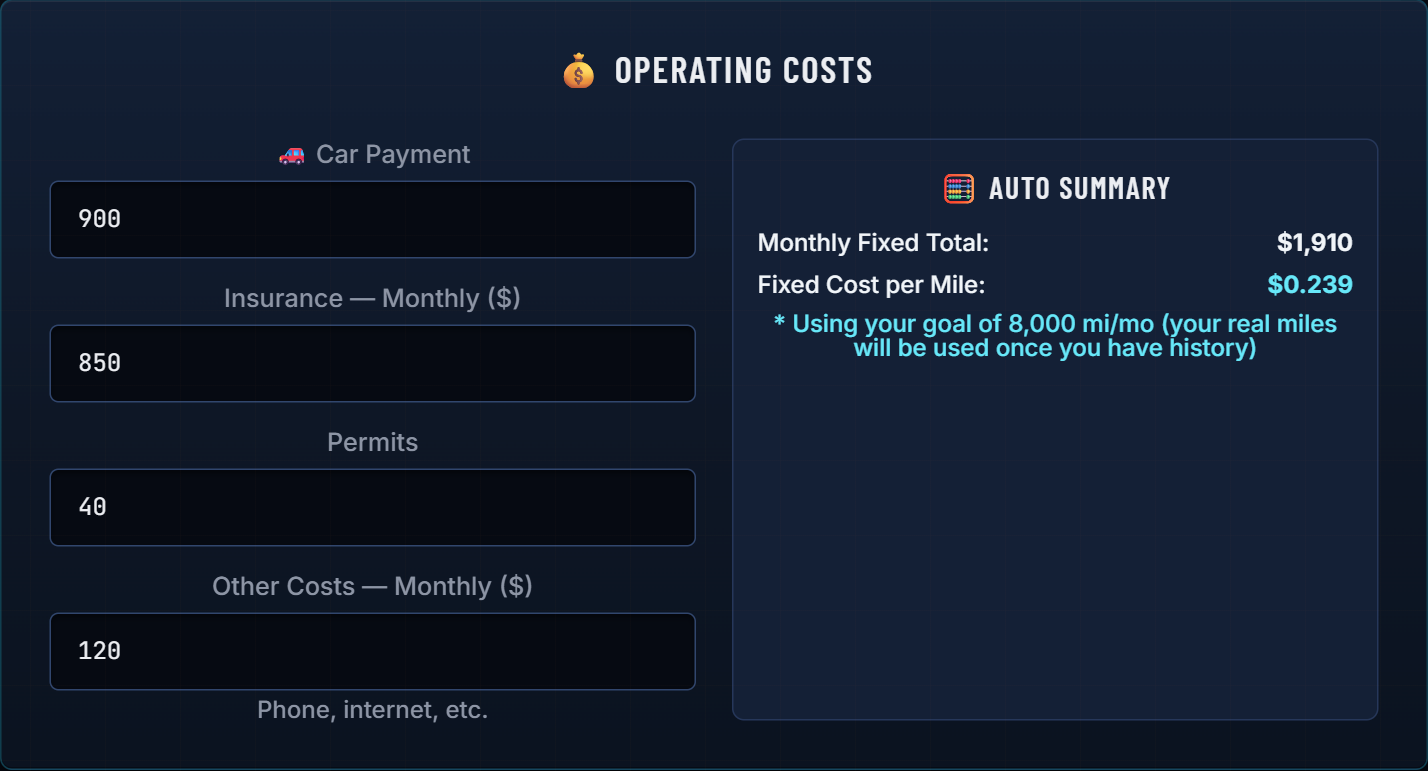 OPERATING COSTS
Car Payment
900
Insurance — Monthly ($)
850
Permits
40
Other Costs — Monthly ($)
120
Phone, internet, etc.
AUTO SUMMARY
Monthly Fixed Total: $1,910
Fixed Cost per Mile: $0.239
* Using your goal of 8,000 mi/mo (your real miles
will be used once you have history)